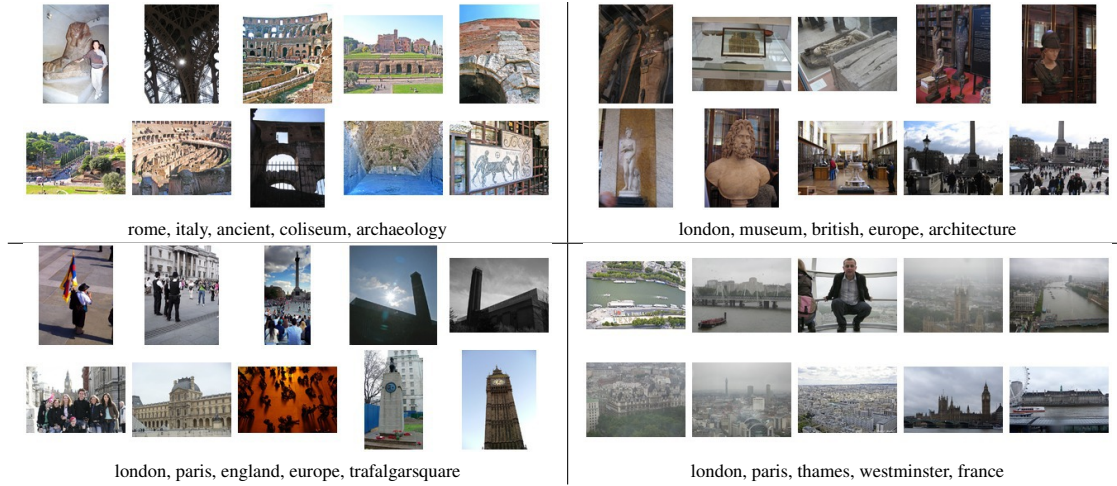 rome, italy, ancient, coliseum, archaeology
london, museum, british, europe, architecture
london, paris, england, europe, trafalgarsquare
london, paris, thames, westminster, france